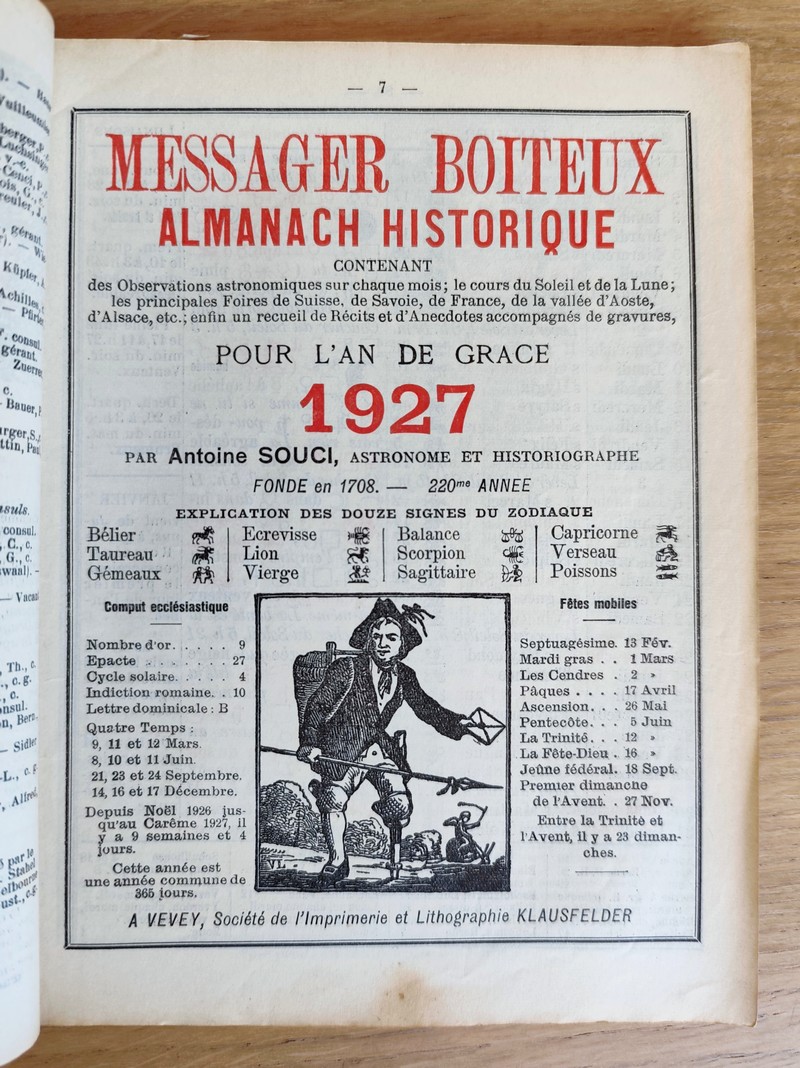 — 7 —
MESSAGER BOITEUX
ALMANACH HISTORIQUE
CONTENANT
des Observations astronomiques sur chaque mois; le cours du Soleil et de la Lune;
les principales Foires de Suisse, de Savoie, de France, de la vallée d'Aoste,
d'Alsace, etc.; enfin un recueil de Récits et d'Anecdotes accompagnés de gravures,
POUR L'AN DE GRACE
1927
PAR Antoine SOUCI, ASTRONOME ET HISTORIOGRAPHE
FONDE en 1708. — 220me ANNEE
EXPLICATION DES DOUZE SIGNES DU ZODIAQUE
Bélier
Taureau
Gémeaux
Ecrevisse
Lion
Vierge
Balance
Scorpion
Sagittaire
Capricorne
Verseau
Poissons
Comput ecclésiastique
Nombre d'or. . . . . 9
Epacte . . . . . . . 27
Cycle solaire. . . . . 4
Indiction romaine. . 10
Lettre dominicale : B
Quatre Temps :
9, 11 et 12 Mars.
8, 10 et 11 Juin.
21, 23 et 24 Septembre.
14, 16 et 17 Décembre.
Depuis Noël 1926 jus-
qu'au Carême 1927, il
y a 9 semaines et 4
jours.
Cette année est
une année commune de
365 jours.
VL
Fêtes mobiles
Septuagésime. 13 Fév.
Mardi gras . . 1 Mars
Les Cendres . 2 »
Pâques . . . . 17 Avril
Ascension. . . 26 Mai
Pentecôte. . . 5 Juin
La Trinité. . . 12 »
La Fête-Dieu . 16 »
Jeûne fédéral. 18 Sept.
Premier dimanche
de l'Avent. . 27 Nov.
Entre la Trinité et
l'Avent, il y a 23 diman-
ches.
A VEVEY, Société de l'Imprimerie et Lithographie KLAUSFELDER